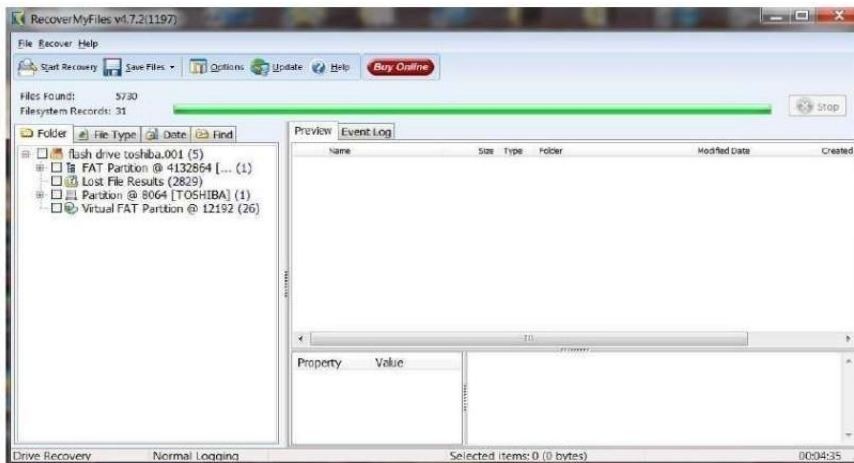 RecoverMyFiles v4.7.2(1197)
File Recover Help
Start Recovery Save Files Options Update Help Buy Online
Files Found: 5730
Filesystem Records: 31
Stop
Folder File Type Date Find
flash drive toshiba.001 (5)
FAT Partition @ 4132864 [... (1)
Lost File Results (2829)
Partition @ 8064 [TOSHIBA] (1)
Virtual FAT Partition @ 12192 (26)
Preview Event Log
Name Size Type Folder Modified Date Created
Property Value
Drive Recovery Normal Logging Selected Items: 0 (0 bytes) 00:04:35